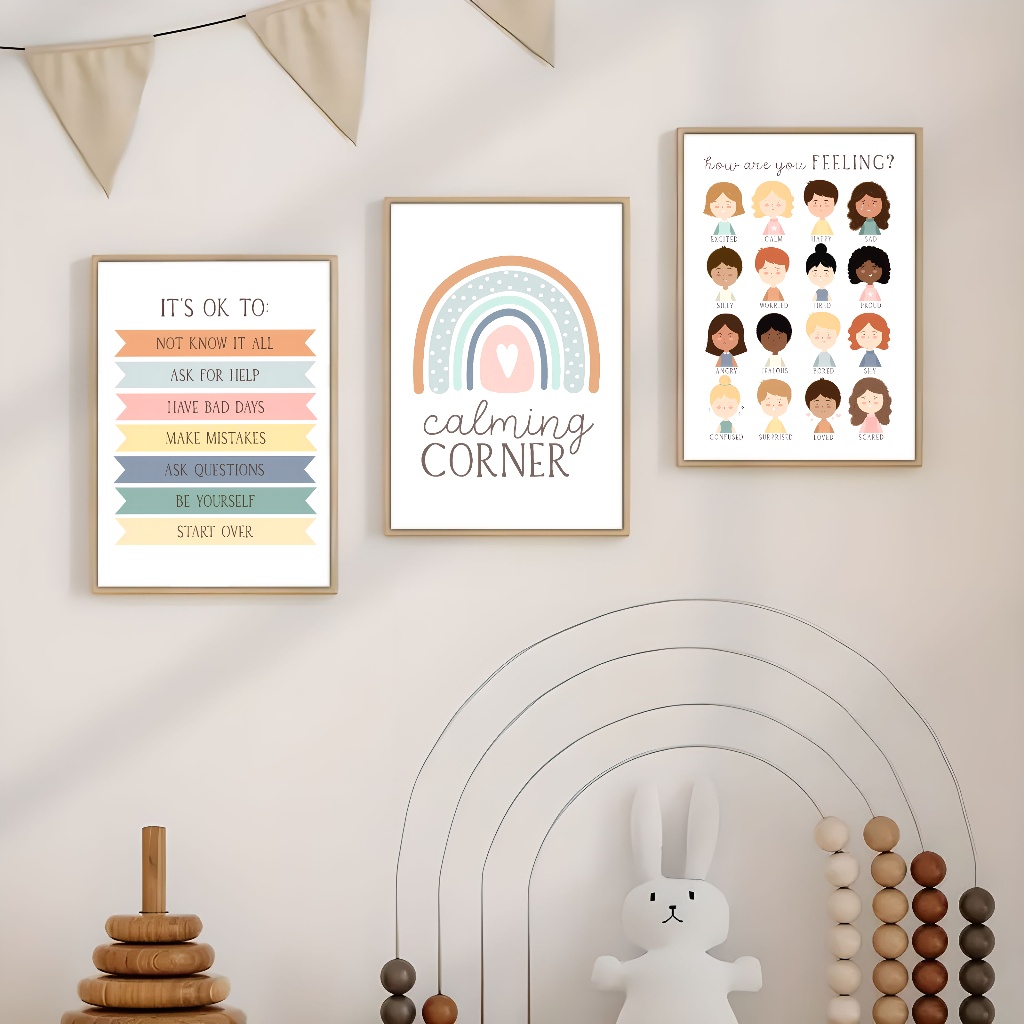 IT'S OK TO:
NOT KNOW IT ALL
ASK FOR HELP
HAVE BAD DAYS
MAKE MISTAKES
ASK QUESTIONS
BE YOURSELF
START OVER
calming
CORNER
how are you FEELING?
EXCITED CALM HAPPY SAD
SILLY WORRIED TIRED PROUD
ANGRY JEALOUS BORED SHY
CONFUSED SURPRISED LOVED SCARED